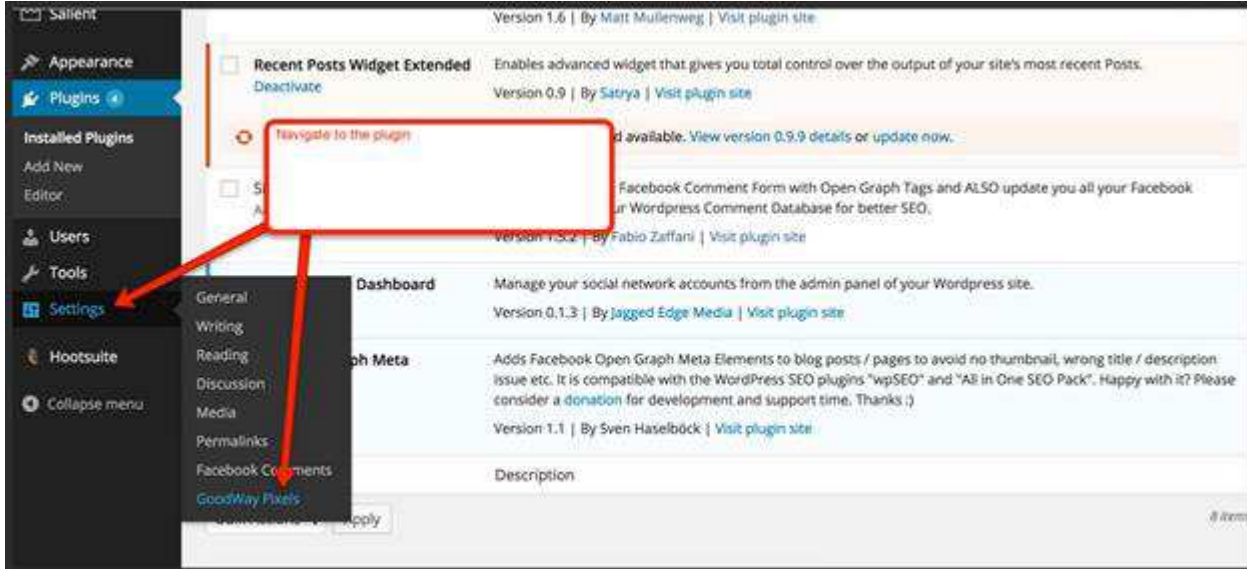 Salient
Appearance
Plugins 4
Installed Plugins
Add New
Editor
Users
Tools
Settings
Hootsuite
Collapse menu
General
Writing
Reading
Discussion
Media
Permalinks
Facebook Comments
GoodWay Pixels
Version 1.6 | By Matt Mullenweg | Visit plugin site
Recent Posts Widget Extended
Deactivate
Enables advanced widget that gives you total control over the output of your site's most recent Posts.
Version 0.9 | By Satrya | Visit plugin site
Navigate to the plugin
d available. View version 0.9.9 details or update now.
Facebook Comment Form with Open Graph Tags and ALSO update you all your Facebook
ur Wordpress Comment Database for better SEO.
Version 1.5.2 | By Fabio Zaffani | Visit plugin site
Dashboard
Manage your social network accounts from the admin panel of your Wordpress site.
Version 0.1.3 | By Jagged Edge Media | Visit plugin site
ph Meta
Adds Facebook Open Graph Meta Elements to blog posts / pages to avoid no thumbnail, wrong title / description
issue etc. It is compatible with the WordPress SEO plugins "wpSEO" and "All in One SEO Pack". Happy with it? Please
consider a donation for development and support time. Thanks :)
Version 1.1 | By Sven Haselböck | Visit plugin site
Description
Apply
8 items